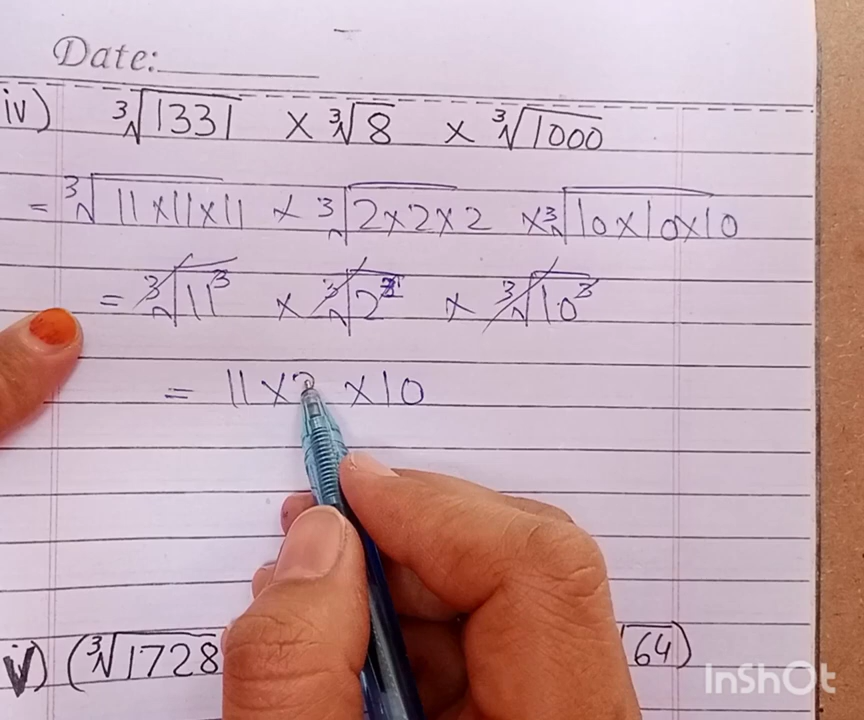 Date:
iv) ∛1331 × ∛8 × ∛1000
= ∛11×11×11 × ∛2×2×2 × ∛10×10×10
= ∛11³ × ∛2³ × ∛10³
= 11×2 ×10
v) (∛1728 √64)
InShOt